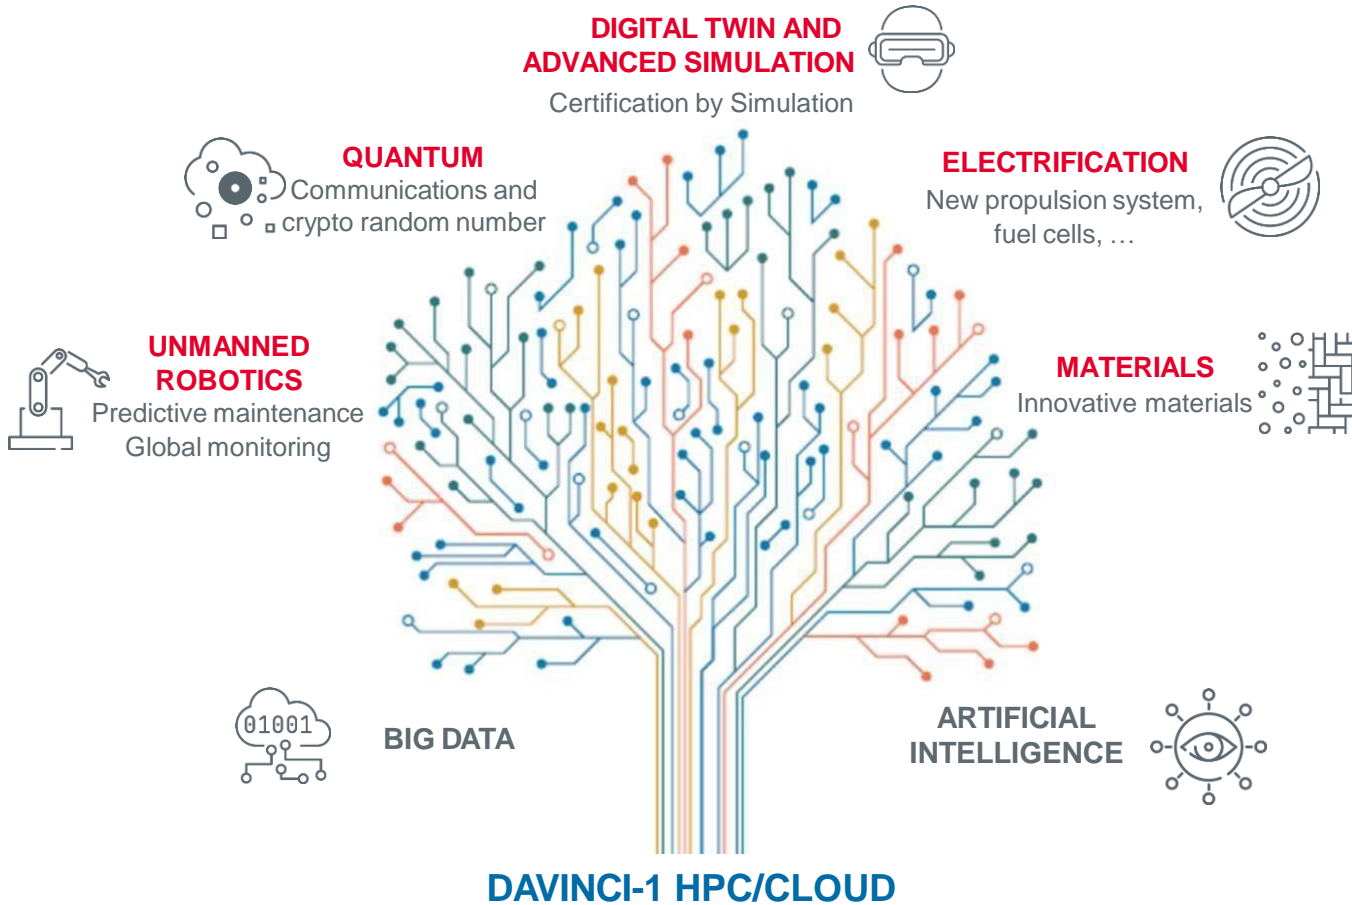 DIGITAL TWIN AND
ADVANCED SIMULATION
Certification by Simulation
QUANTUM
Communications and
crypto random number
ELECTRIFICATION
New propulsion system,
fuel cells, …
UNMANNED
ROBOTICS
Predictive maintenance
Global monitoring
MATERIALS
Innovative materials
01001
BIG DATA
ARTIFICIAL
INTELLIGENCE
DAVINCI-1 HPC/CLOUD